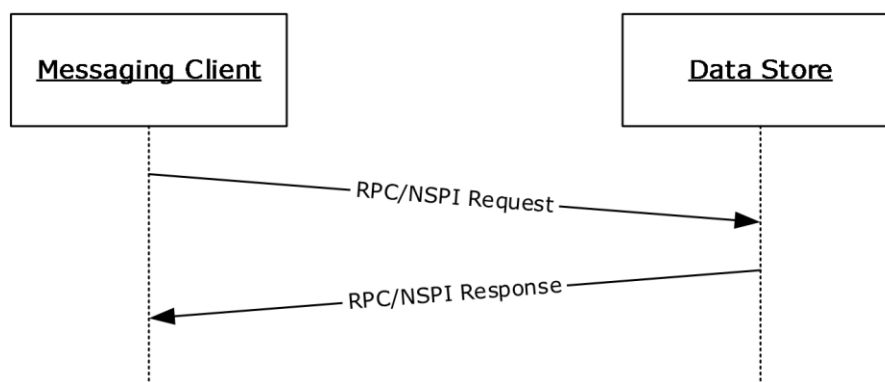 Messaging Client
Data Store
RPC/NSPI Request
RPC/NSPI Response